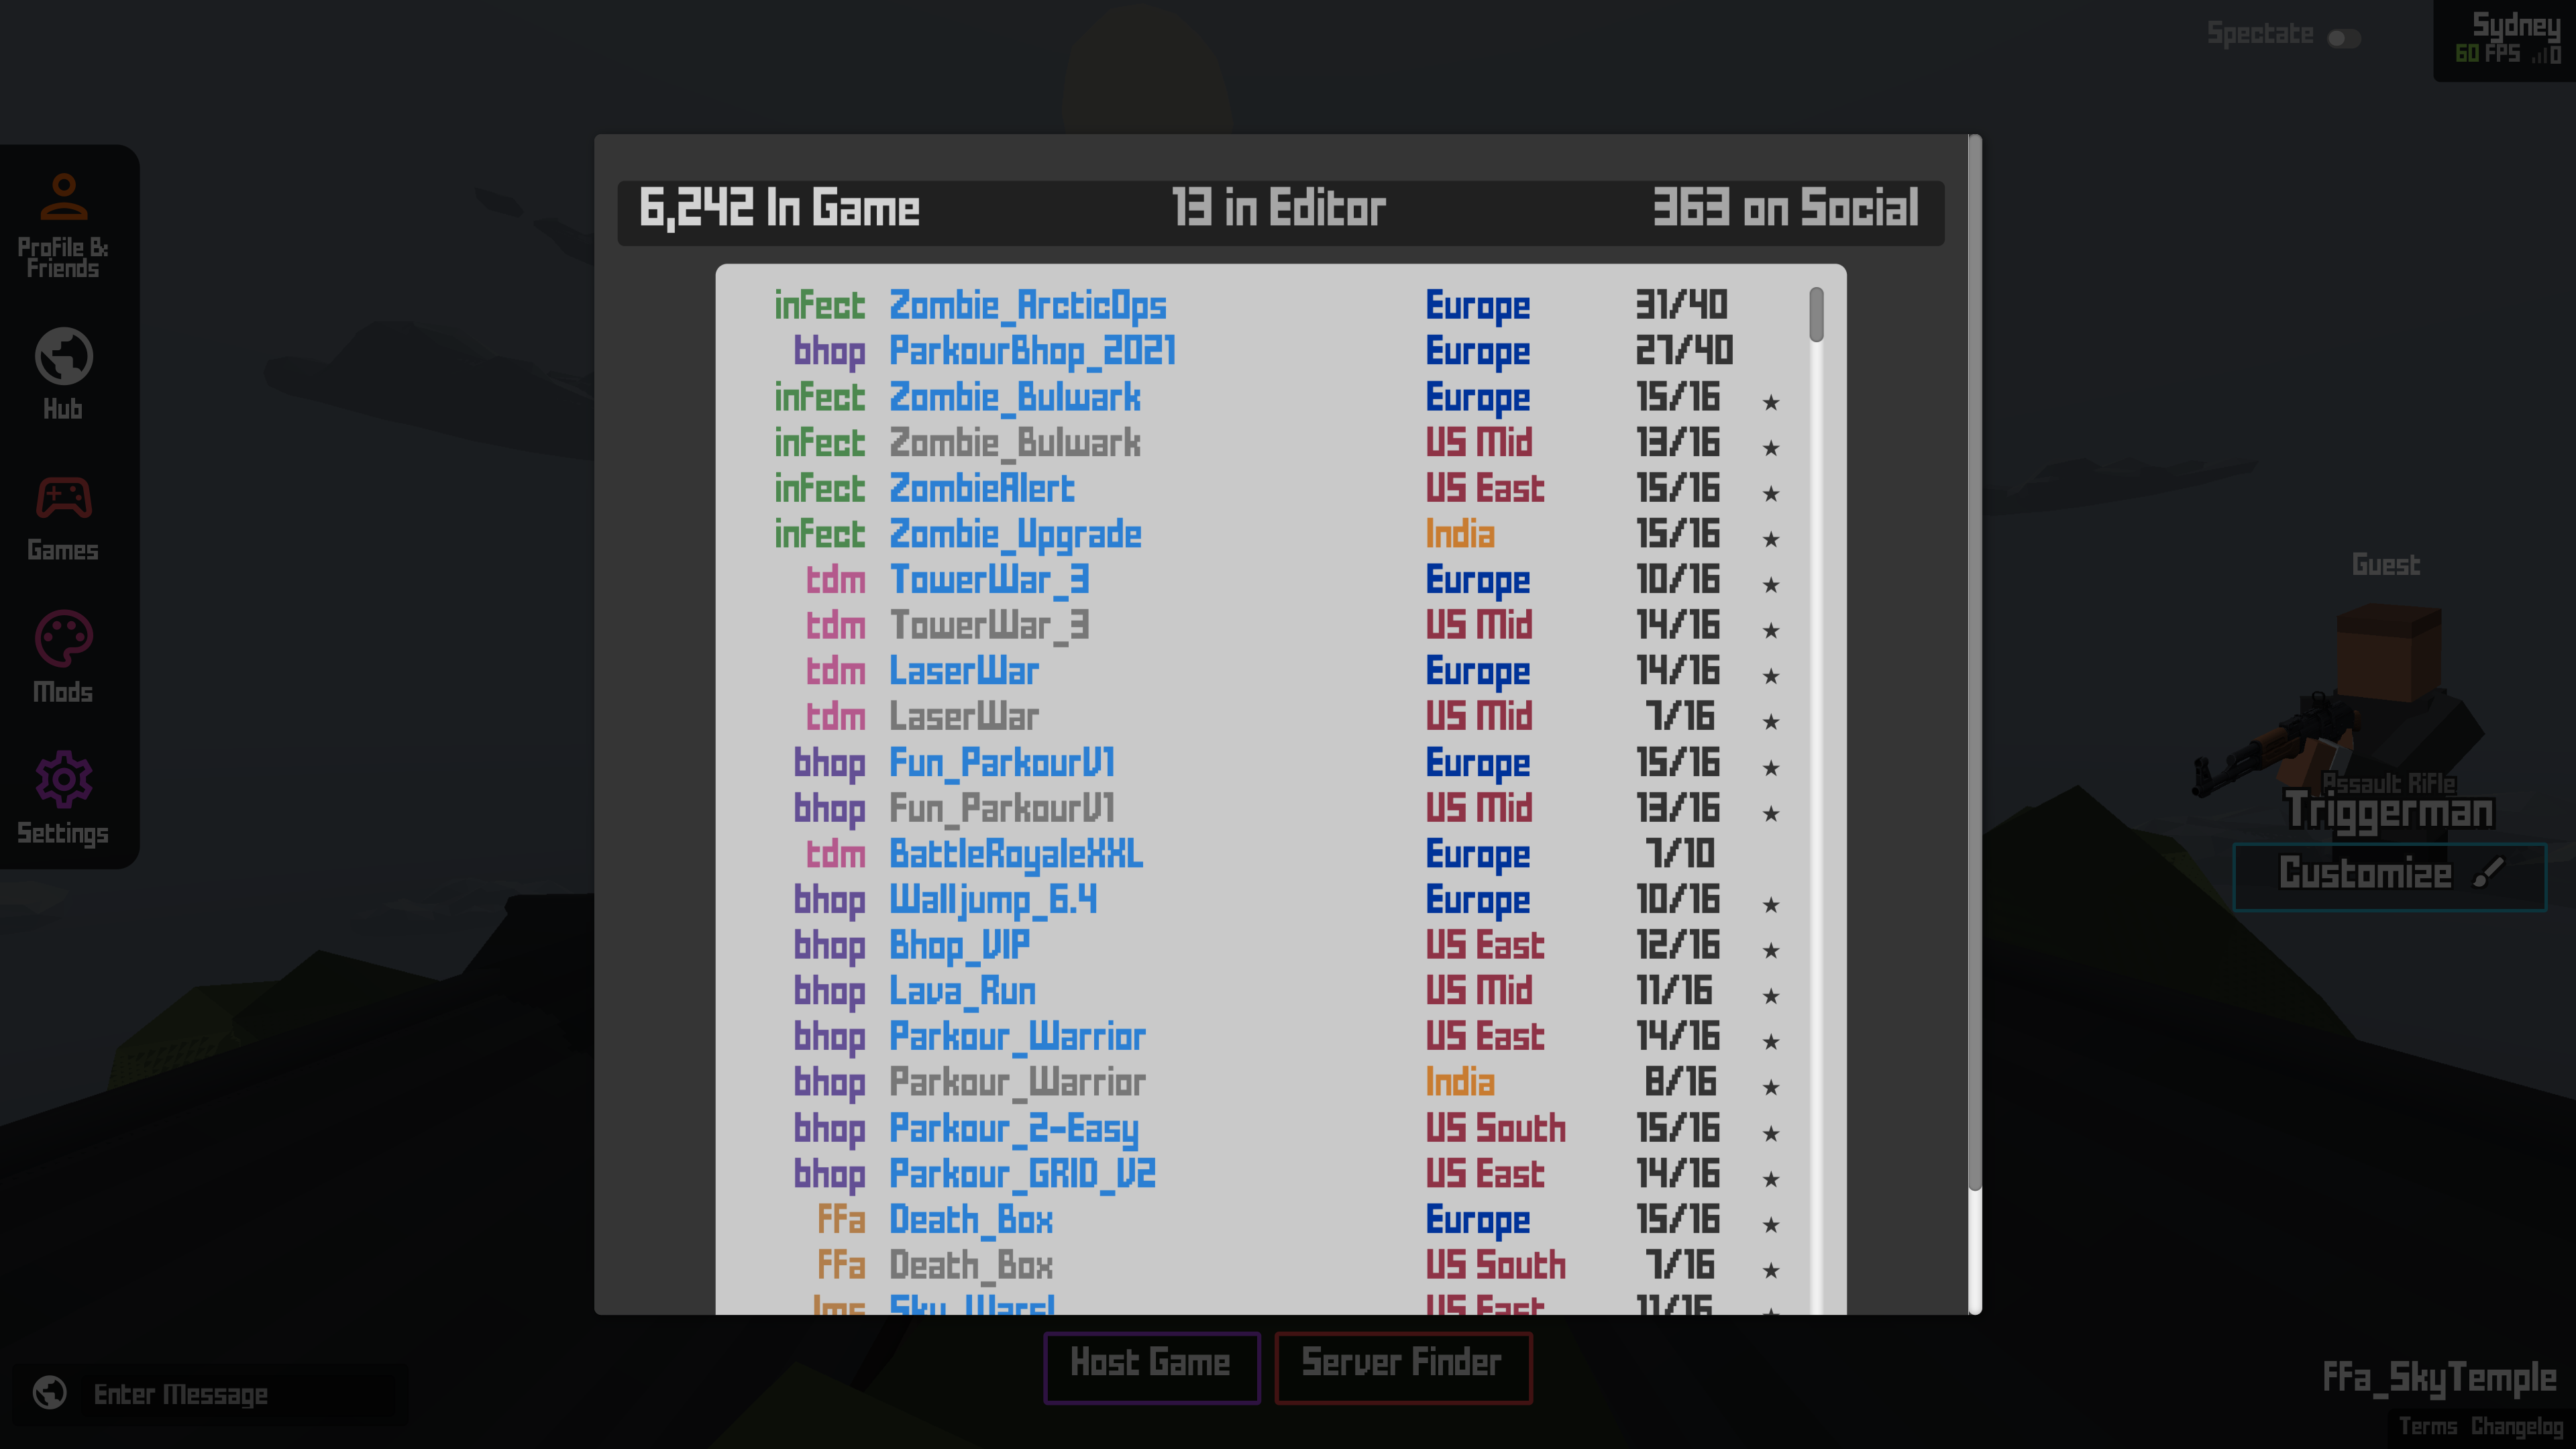 Spectate
Sydney
60 FPS 0
Profile &
Friends
Hub
Games
Mods
Settings
6,242 In Game 13 in Editor 363 on Social
infect Zombie_ArcticOps Europe 31/40
bhop ParkourBhop_2021 Europe 27/40
infect Zombie_Bulwark Europe 15/16 ★
infect Zombie_Bulwark US Mid 13/16 ★
infect ZombieAlert US East 15/16 ★
infect Zombie_Upgrade India 15/16 ★
tdm TowerWar_3 Europe 10/16 ★
tdm TowerWar_3 US Mid 14/16 ★
tdm LaserWar Europe 14/16 ★
tdm LaserWar US Mid 7/16 ★
bhop Fun_ParkourV1 Europe 15/16 ★
bhop Fun_ParkourV1 US Mid 13/16 ★
tdm BattleRoyaleXXL Europe 7/10
bhop Walljump_6.4 Europe 10/16 ★
bhop Bhop_VIP US East 12/16 ★
bhop Lava_Run US Mid 11/16 ★
bhop Parkour_Warrior US East 14/16 ★
bhop Parkour_Warrior India 8/16 ★
bhop Parkour_2-Easy US South 15/16 ★
bhop Parkour_GRID_V2 US East 14/16 ★
ffa Death_Box Europe 15/16 ★
ffa Death_Box US South 7/16 ★
lms Sky_Wars! US East 11/16
Guest
Assault Rifle
Triggerman
Customize
Host Game Server Finder
Enter Message
ffa_SkyTemple
Terms Changelog